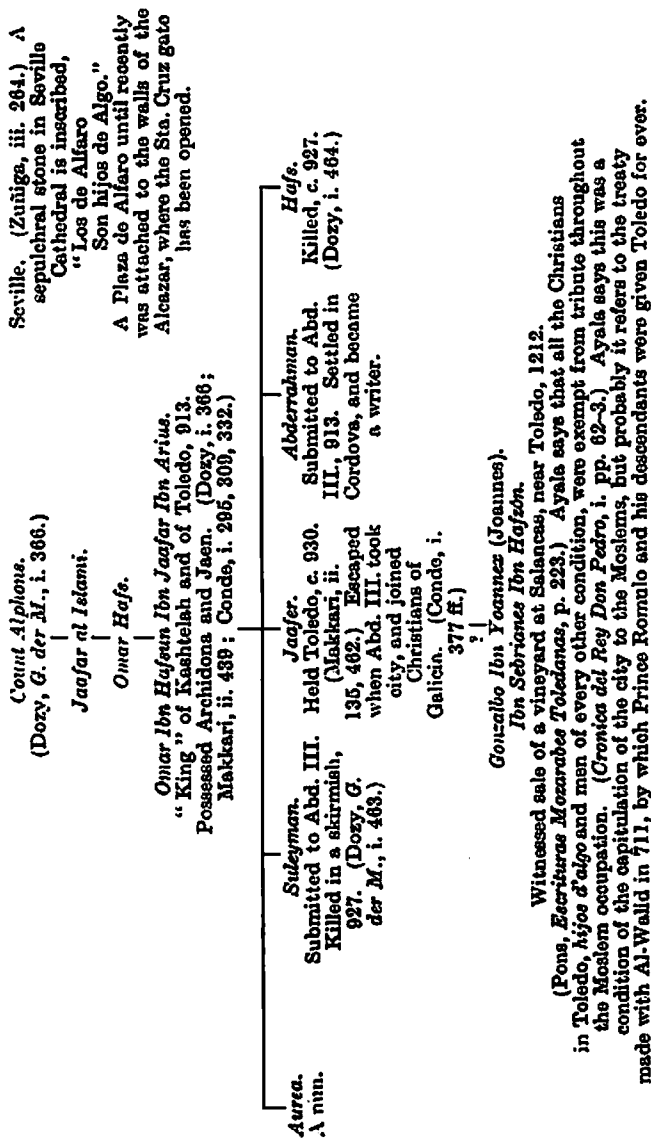 Seville. (Zuñiga, iii. 264.) A
sepulchral stone in Seville
Cathedral is inscribed,
"Los de Alfaro
Son hijos de Algo."
A Plaza de Alfaro until recently
was attached to the walls of the
Alcazar, where the Sta. Cruz gate
has been opened.
Count Alphons.
(Dozy, G. der M., i. 366.)
Jaafar al Islami.
Omar Hafs.
Omar Ibn Hafsun Ibn Jaafar Ibn Arius.
"King" of Kashtelah and of Toledo, 913.
Possessed Archidona and Jaen. (Dozy, i. 366;
Makkari, ii. 439; Conde, i. 295, 309, 332.)
Aurea.
A nun.
Suleyman.
Submitted to Abd. III.
Killed in a skirmish,
927. (Dozy, G.
der M., i. 463.)
Jaafer.
Held Toledo, c. 930.
(Makkari, ii.
135, 462.) Escaped
when Abd. III. took
city, and joined
Christians of
Galicia. (Conde, i.
377 ff.)
Abderrahman.
Submitted to Abd.
III., 913. Settled in
Cordova, and became
a writer.
Hafs.
Killed, c. 927.
(Dozy, i. 464.)
?
Gonzalbo Ibn Yoannez (Joannes).
Ibn Sebrianes Ibn Hafzón.
Witnessed sale of a vineyard at Salancas, near Toledo, 1212.
(Pons, Escrituras Mozarabes Toledanas, p. 223.) Ayala says that all the Christians
in Toledo, hijos d'algo and men of every other condition, were exempt from tribute throughout
the Moslem occupation. (Cronica del Rey Don Pedro, i. pp. 62-3.) Ayala says this was a
condition of the capitulation of the city to the Moslems, but probably it refers to the treaty
made with Al-Walid in 711, by which Prince Romulo and his descendants were given Toledo for ever.